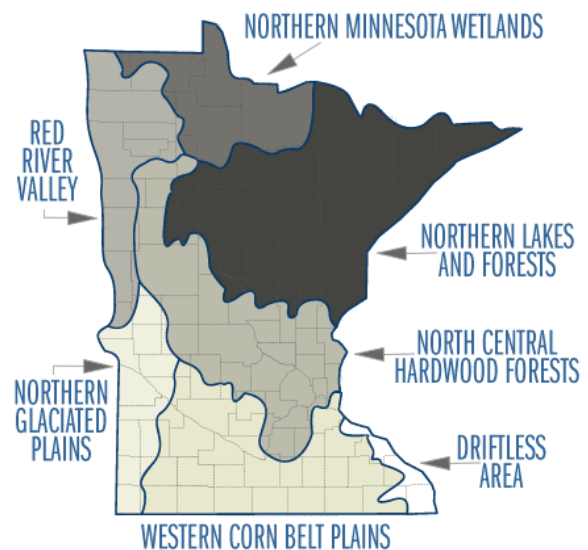 NORTHERN MINNESOTA WETLANDS
RED
RIVER
VALLEY
NORTHERN LAKES
AND FORESTS
NORTH CENTRAL
HARDWOOD FORESTS
NORTHERN
GLACIATED
PLAINS
DRIFTLESS
AREA
WESTERN CORN BELT PLAINS